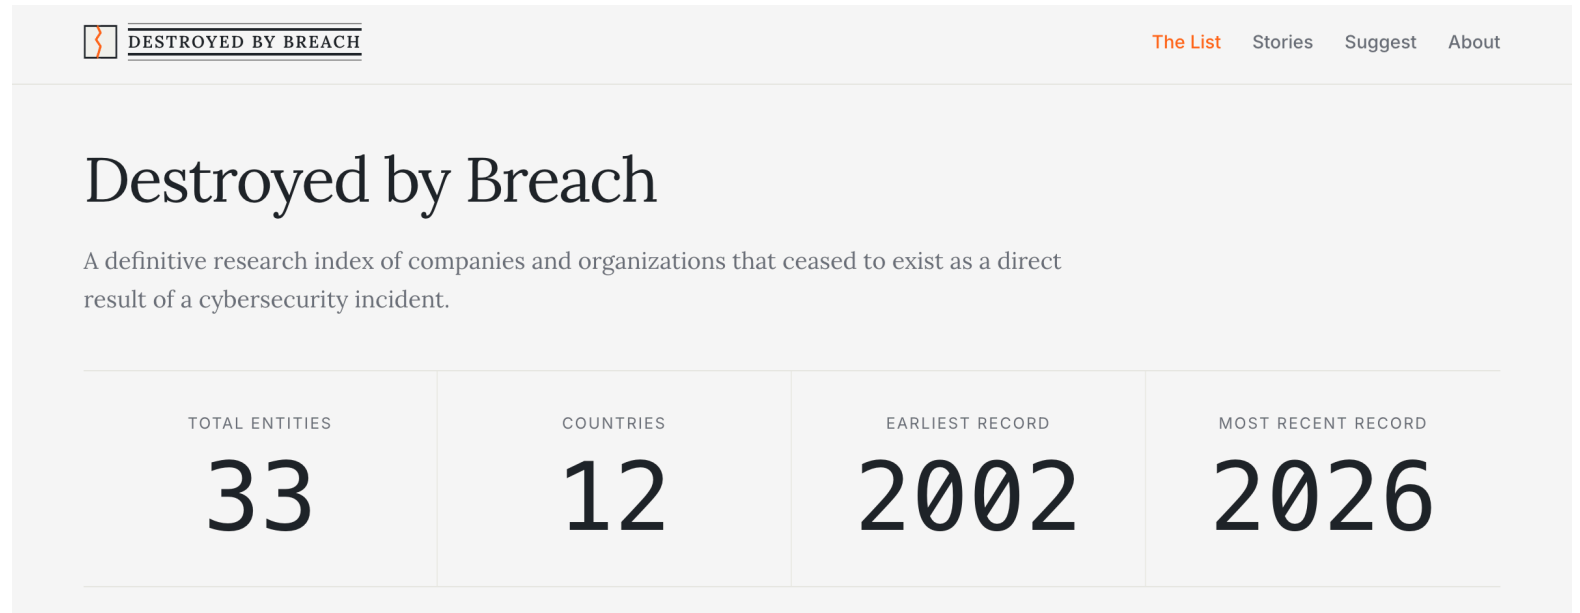 DESTROYED BY BREACH
The List
Stories
Suggest
About
Destroyed by Breach
A definitive research index of companies and organizations that ceased to exist as a direct
result of a cybersecurity incident.
TOTAL ENTITIES
33
COUNTRIES
12
EARLIEST RECORD
2002
MOST RECENT RECORD
2026